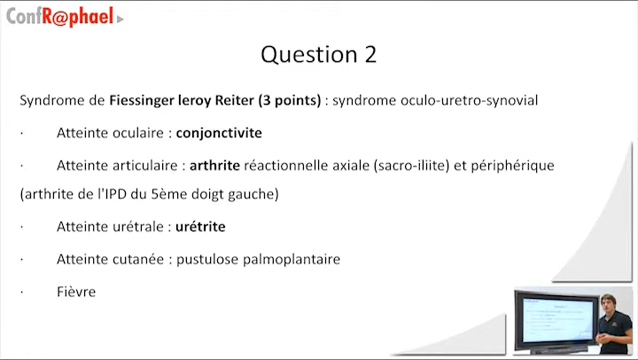 ConfR@phael
Question 2
Syndrome de Fiessinger leroy Reiter (3 points) : syndrome oculo-uretro-synovial
· Atteinte oculaire : conjonctivite
· Atteinte articulaire : arthrite réactionnelle axiale (sacro-iliite) et périphérique
(arthrite de l'IPD du 5ème doigt gauche)
· Atteinte urétrale : urétrite
· Atteinte cutanée : pustulose palmoplantaire
· Fièvre